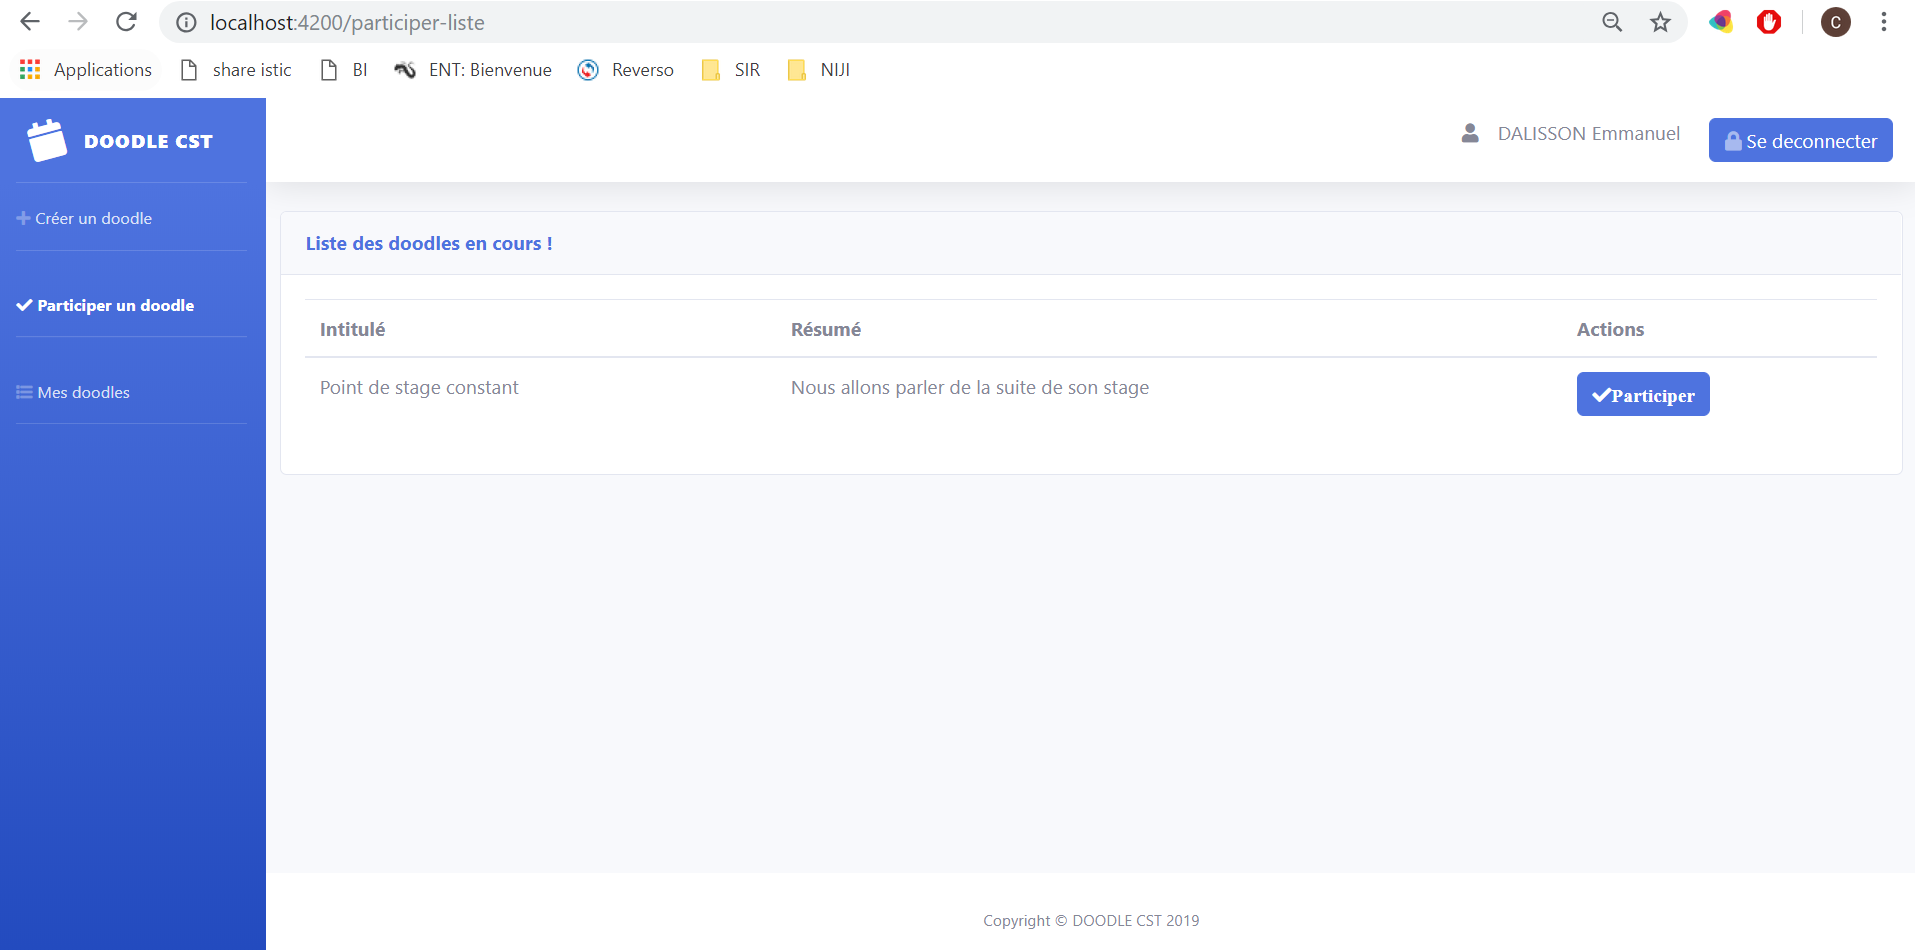 localhost:4200/participer-liste
C
Applications share istic BI ENT: Bienvenue Reverso SIR NIJI
DOODLE CST
DALISSON Emmanuel Se deconnecter
Créer un doodle
Participer un doodle
Mes doodles
Liste des doodles en cours !
Intitulé Résumé Actions
Point de stage constant Nous allons parler de la suite de son stage Participer
Copyright © DOODLE CST 2019